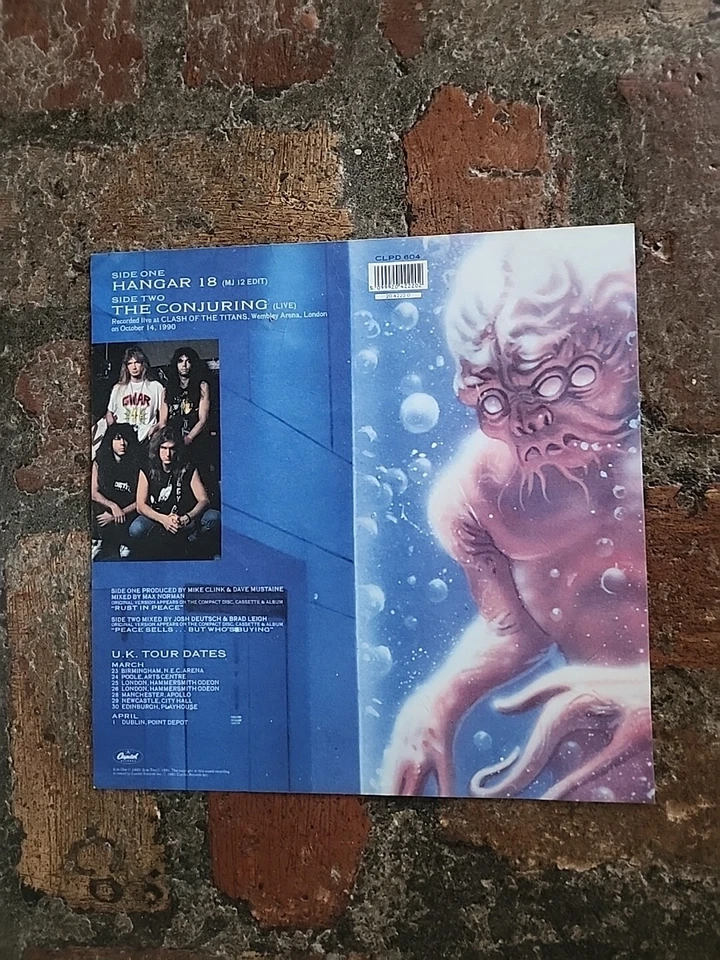 SIDE ONE
HANGAR 18 (MJ 12 EDIT)
SIDE TWO
THE CONJURING (LIVE)
Recorded live at CLASH OF THE TITANS, Wembley Arena, London
on October 14, 1990
CLPD 604
GWAR
SIDE ONE PRODUCED BY MIKE CLINK & DAVE MUSTAINE
MIXED BY MAX NORMAN
ORIGINAL VERSION APPEARS ON THE COMPACT DISC, CASSETTE & ALBUM
"RUST IN PEACE"
SIDE TWO MIXED BY JOSH DEUTSCH & BRAD LEIGH
ORIGINAL VERSION APPEARS ON THE COMPACT DISC, CASSETTE & ALBUM
"PEACE SELLS . . . BUT WHO'S BUYING"
U.K. TOUR DATES
MARCH
23 BIRMINGHAM, N.E.C. ARENA
24 POOLE, ARTS CENTRE
25 LONDON, HAMMERSMITH ODEON
26 LONDON, HAMMERSMITH ODEON
28 MANCHESTER, APOLLO
29 NEWCASTLE, CITY HALL
30 EDINBURGH, PLAYHOUSE
APRIL
1 DUBLIN, POINT DEPOT
Capitol